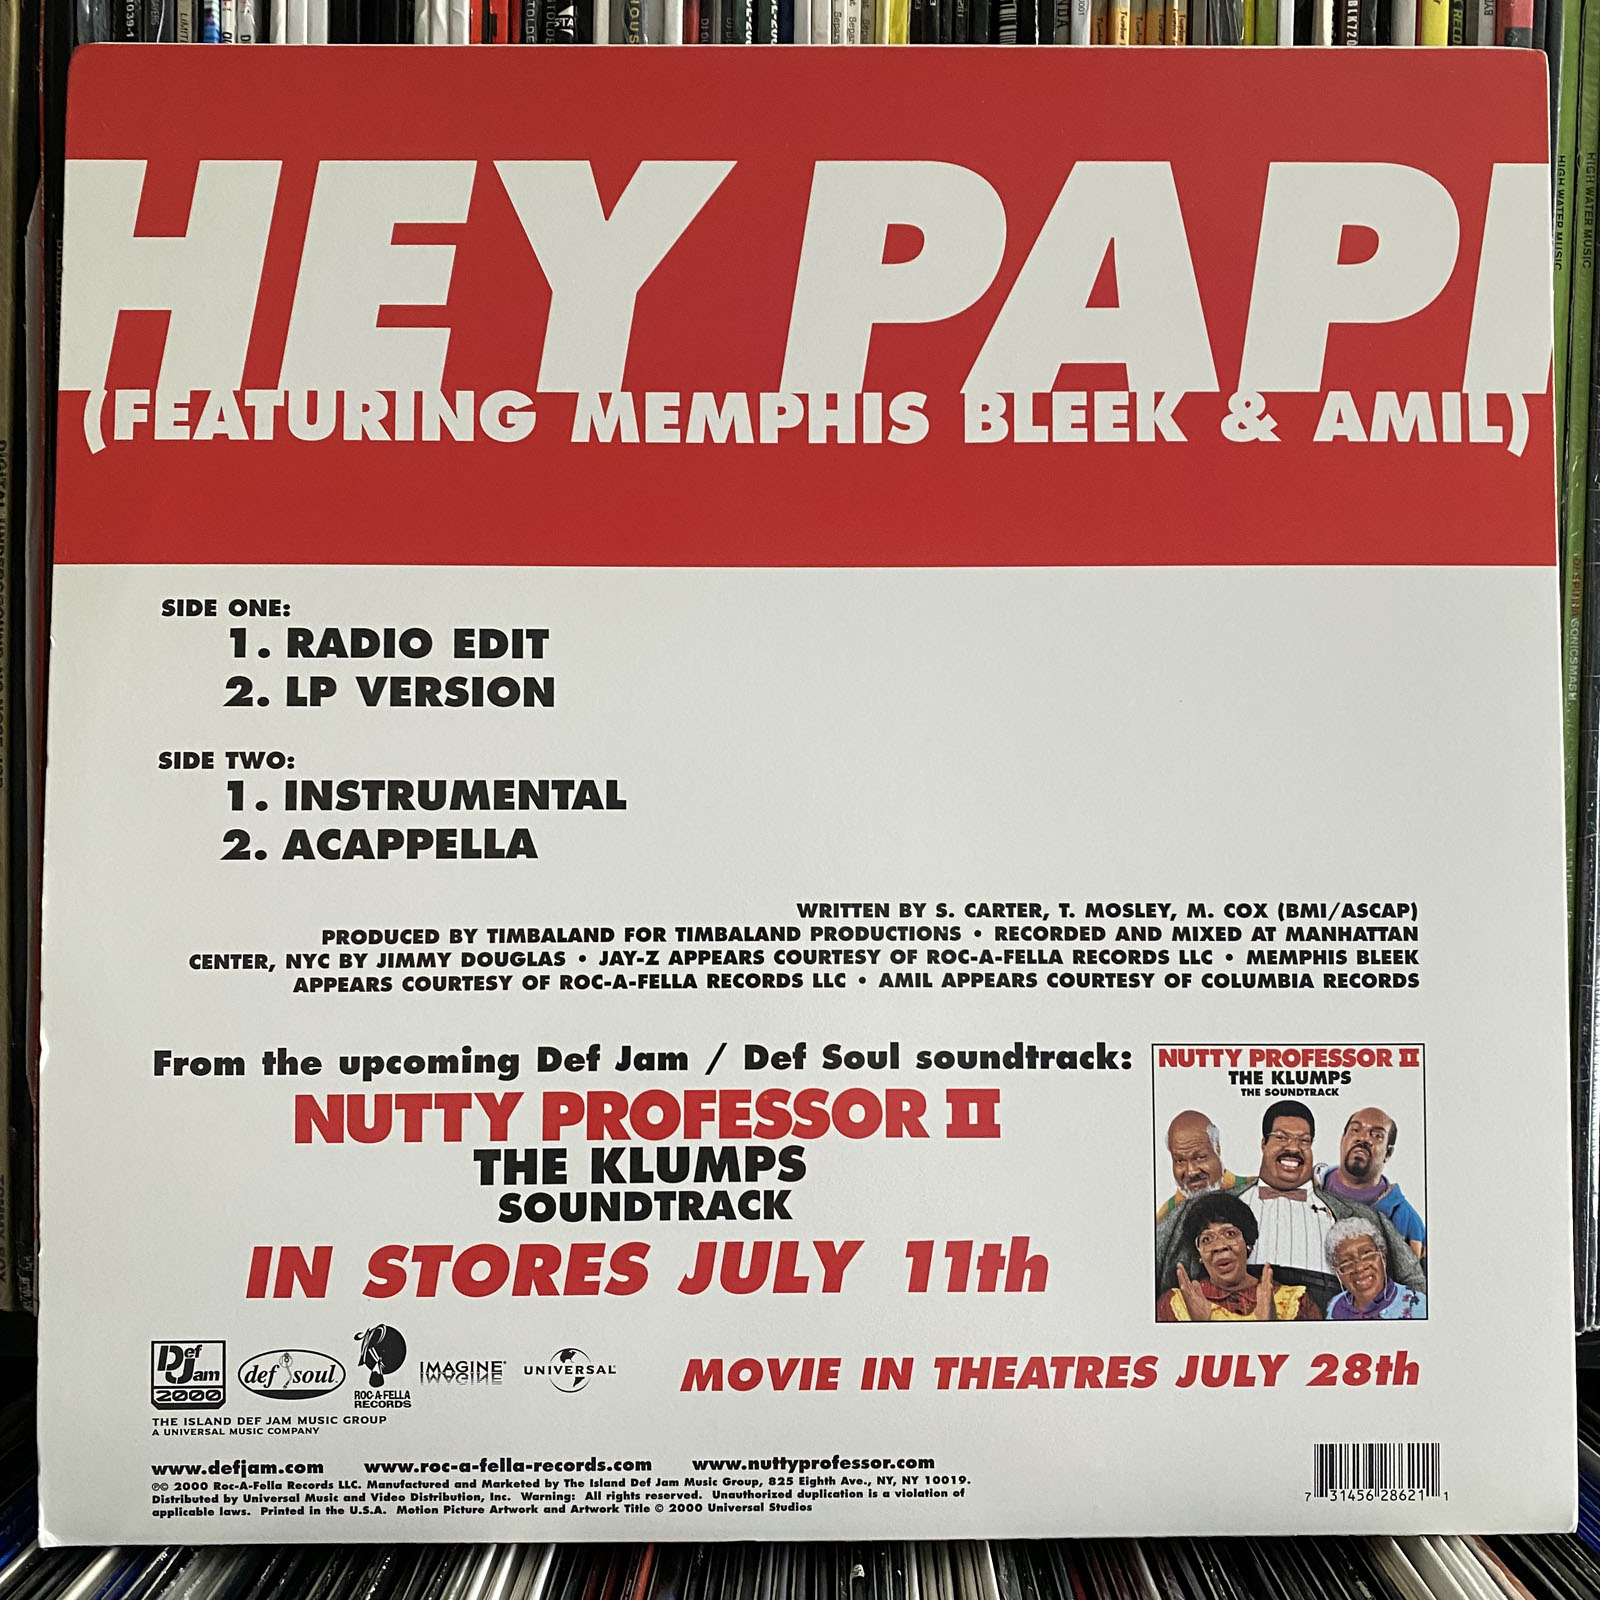 HEY PAPI
(FEATURING MEMPHIS BLEEK & AMIL)
SIDE ONE:
1. RADIO EDIT
2. LP VERSION
SIDE TWO:
1. INSTRUMENTAL
2. ACAPPELLA
WRITTEN BY S. CARTER, T. MOSLEY, M. COX (BMI/ASCAP)
PRODUCED BY TIMBALAND FOR TIMBALAND PRODUCTIONS • RECORDED AND MIXED AT MANHATTAN
CENTER, NYC BY JIMMY DOUGLAS • JAY-Z APPEARS COURTESY OF ROC-A-FELLA RECORDS LLC • MEMPHIS BLEEK
APPEARS COURTESY OF ROC-A-FELLA RECORDS LLC • AMIL APPEARS COURTESY OF COLUMBIA RECORDS
From the upcoming Def Jam / Def Soul soundtrack:
NUTTY PROFESSOR II
THE KLUMPS
SOUNDTRACK
IN STORES JULY 11th
NUTTY PROFESSOR II
THE KLUMPS
THE SOUNDTRACK
MOVIE IN THEATRES JULY 28th
Def Jam
2000
def soul
ROC-A-FELLA
RECORDS
IMAGINE
UNIVERSAL
THE ISLAND DEF JAM MUSIC GROUP
A UNIVERSAL MUSIC COMPANY
www.defjam.com www.roc-a-fella-records.com www.nuttyprofessor.com
℗© 2000 Roc-A-Fella Records LLC. Manufactured and Marketed by The Island Def Jam Music Group, 825 Eighth Ave., NY, NY 10019.
Distributed by Universal Music and Video Distribution, Inc. Warning: All rights reserved. Unauthorized duplication is a violation of
applicable laws. Printed in the U.S.A. Motion Picture Artwork and Artwork Title © 2000 Universal Studios
7 31456 28621 1
HIGH WATER MUSIC
HIGH WATER MUSIC